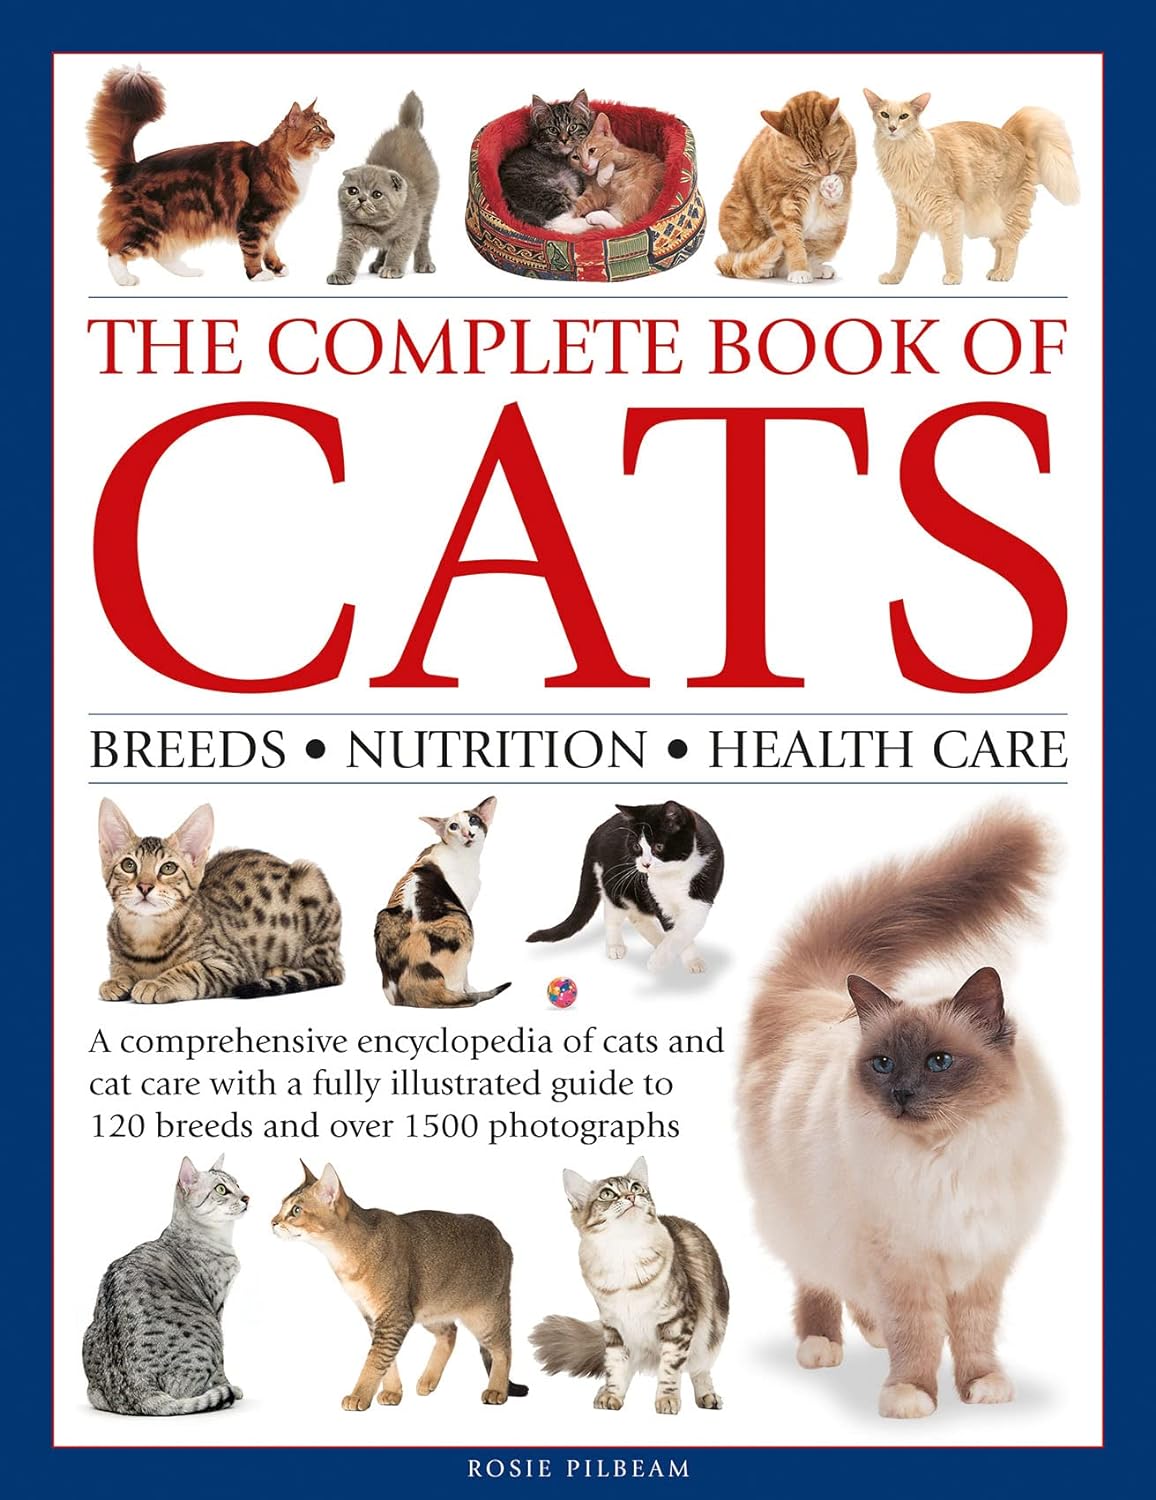 THE COMPLETE BOOK OF
CATS
BREEDS • NUTRITION • HEALTH CARE
A comprehensive encyclopedia of cats and
cat care with a fully illustrated guide to
120 breeds and over 1500 photographs
ROSIE PILBEAM